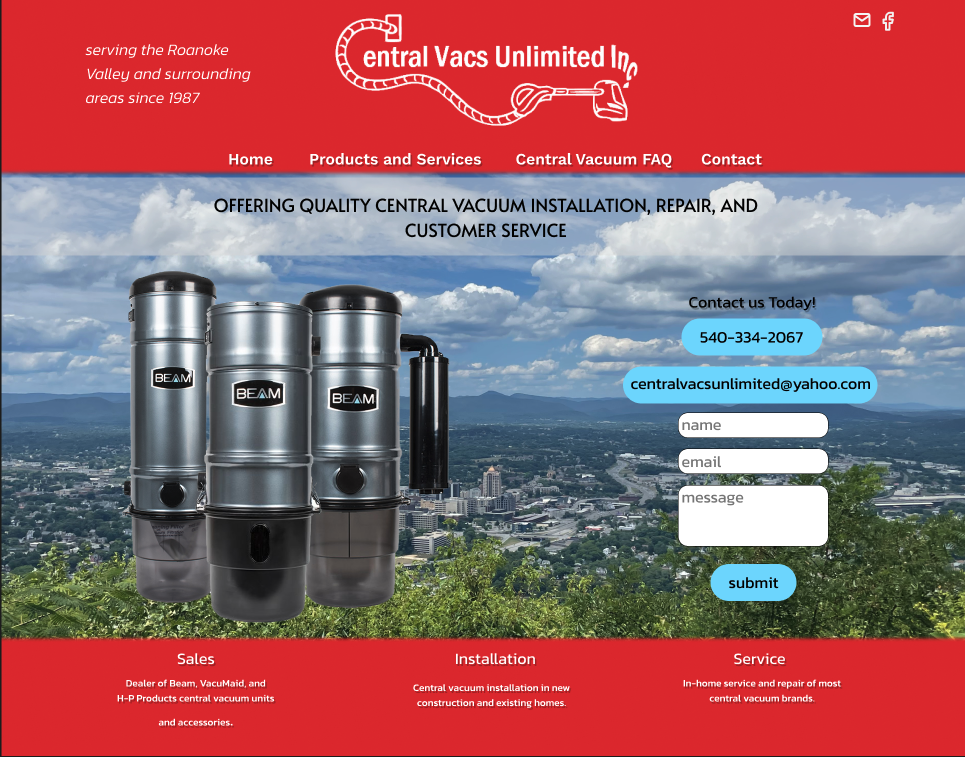 serving the Roanoke
Valley and surrounding
areas since 1987
entral Vacs Unlimited Inc
Home Products and Services Central Vacuum FAQ Contact
OFFERING QUALITY CENTRAL VACUUM INSTALLATION, REPAIR, AND
CUSTOMER SERVICE
Contact us Today!
540-334-2067
centralvacsunlimited@yahoo.com
name
email
message
submit
BEAM
BEAM
BEAM
Sales
Dealer of Beam, VacuMaid, and
H-P Products central vacuum units
and accessories.
Installation
Central vacuum installation in new
construction and existing homes.
Service
In-home service and repair of most
central vacuum brands.